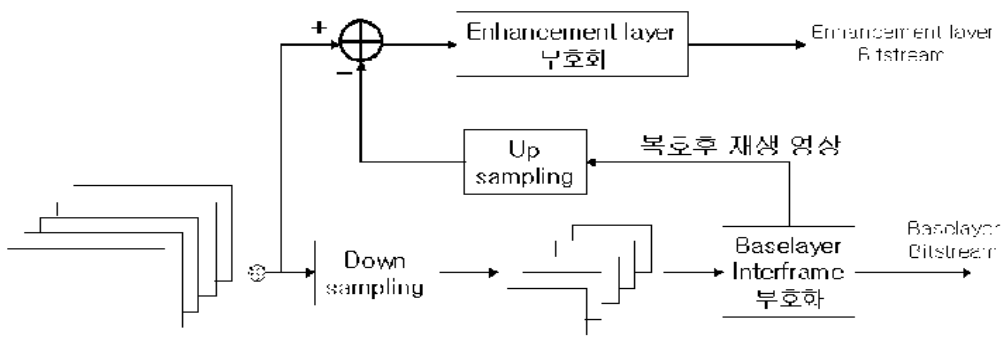 +
Enhancement layer
부호화
Enhancement layer
Bitstream
−
Up
sampling
복호후 재생 영상
Down
sampling
Baselayer
Interframe
부호화
Baselayer
Bitstream